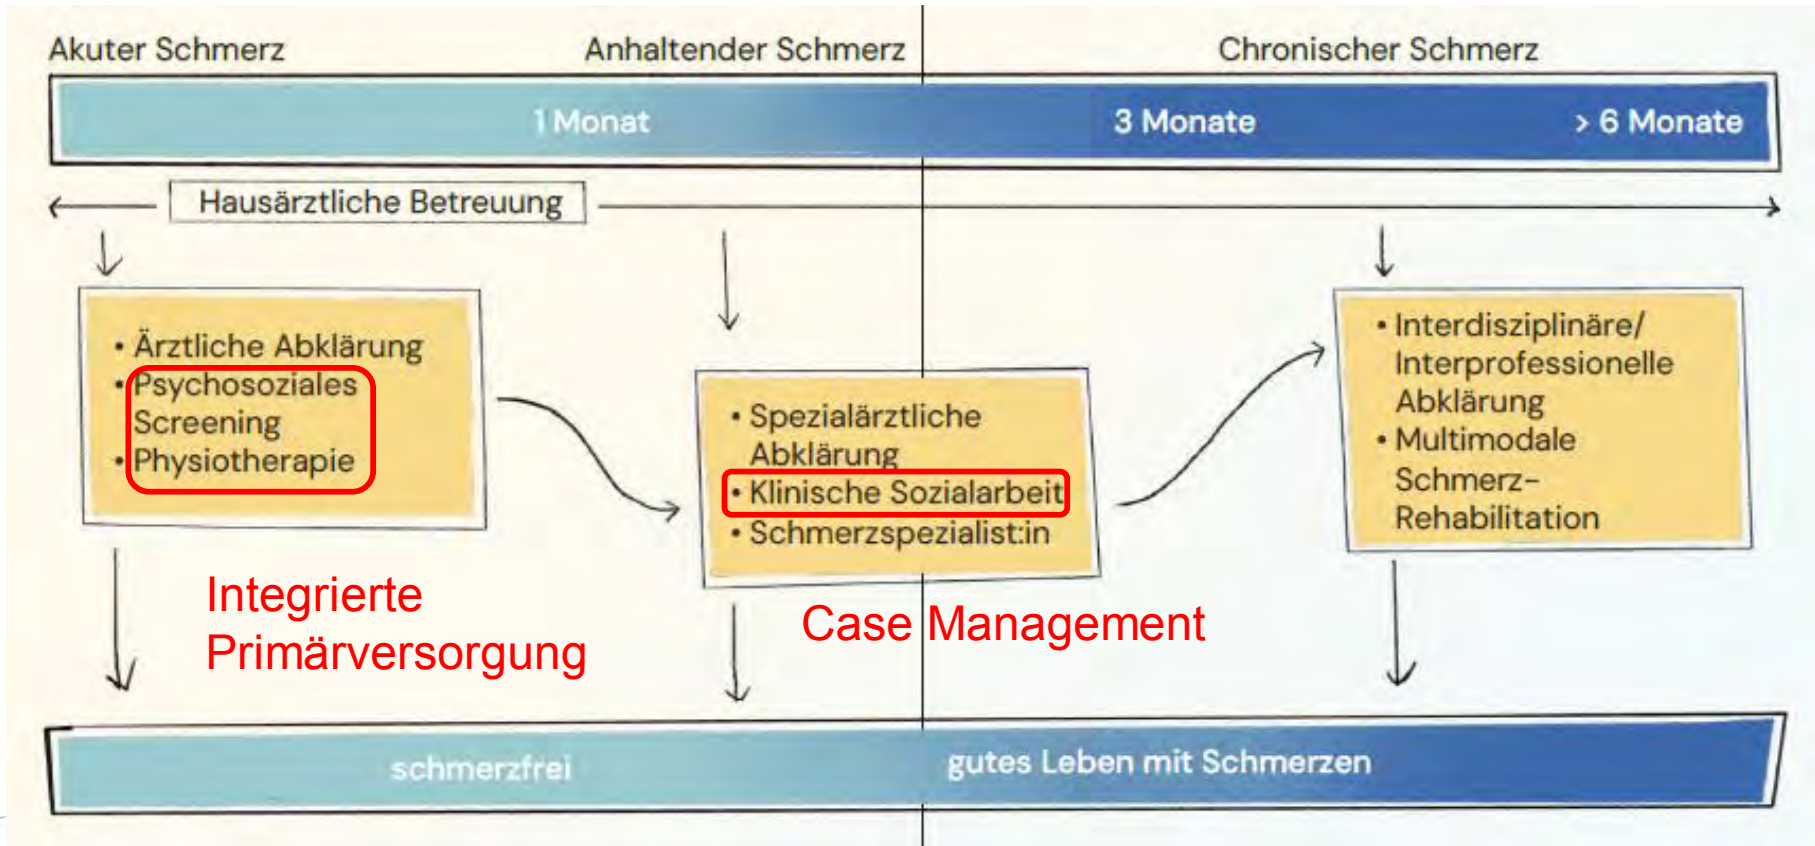 Akuter Schmerz
Anhaltender Schmerz
Chronischer Schmerz
1 Monat
3 Monate
> 6 Monate
Hausärztliche Betreuung
• Ärztliche Abklärung
• Psychosoziales
Screening
• Physiotherapie
• Spezialärztliche
Abklärung
• Klinische Sozialarbeit
• Schmerzspezialist:in
• Interdisziplinäre/
Interprofessionelle
Abklärung
• Multimodale
Schmerz-
Rehabilitation
Integrierte
Primärversorgung
Case Management
schmerzfrei
gutes Leben mit Schmerzen